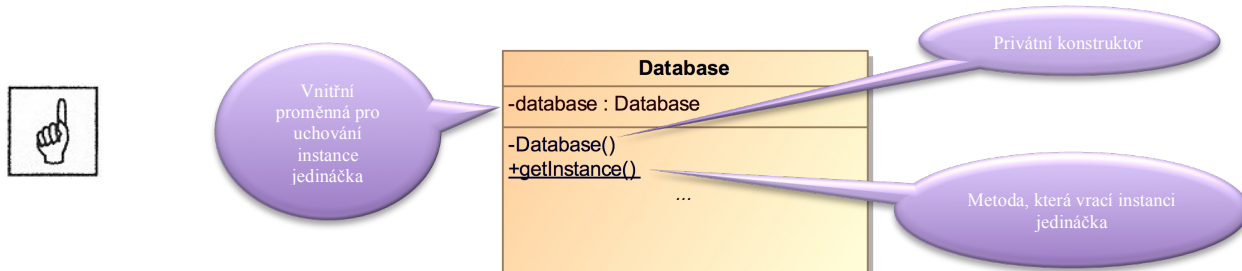 Vnitřní
proměnná pro
uchování
instance
jedináčka
Database
-database : Database
-Database()
+getInstance()
...
Privátní konstruktor
Metoda, která vrací instanci
jedináčka